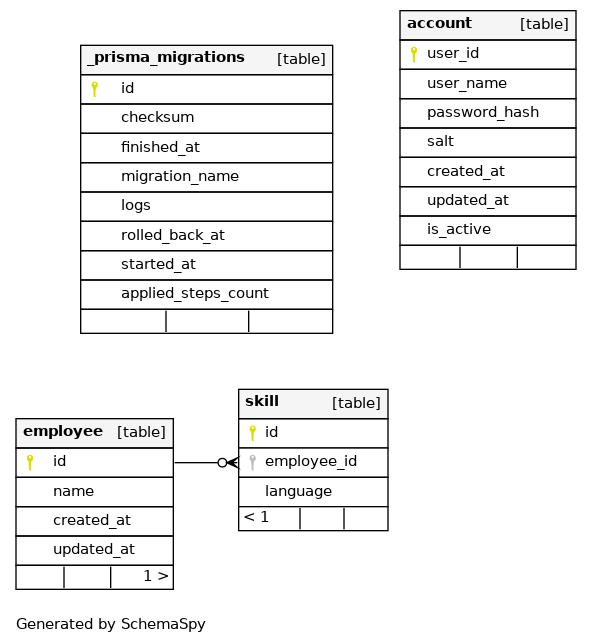 _prisma_migrations [table]
id
checksum
finished_at
migration_name
logs
rolled_back_at
started_at
applied_steps_count
account [table]
user_id
user_name
password_hash
salt
created_at
updated_at
is_active
employee [table]
id
name
created_at
updated_at
1 >
skill [table]
id
employee_id
language
< 1
Generated by SchemaSpy